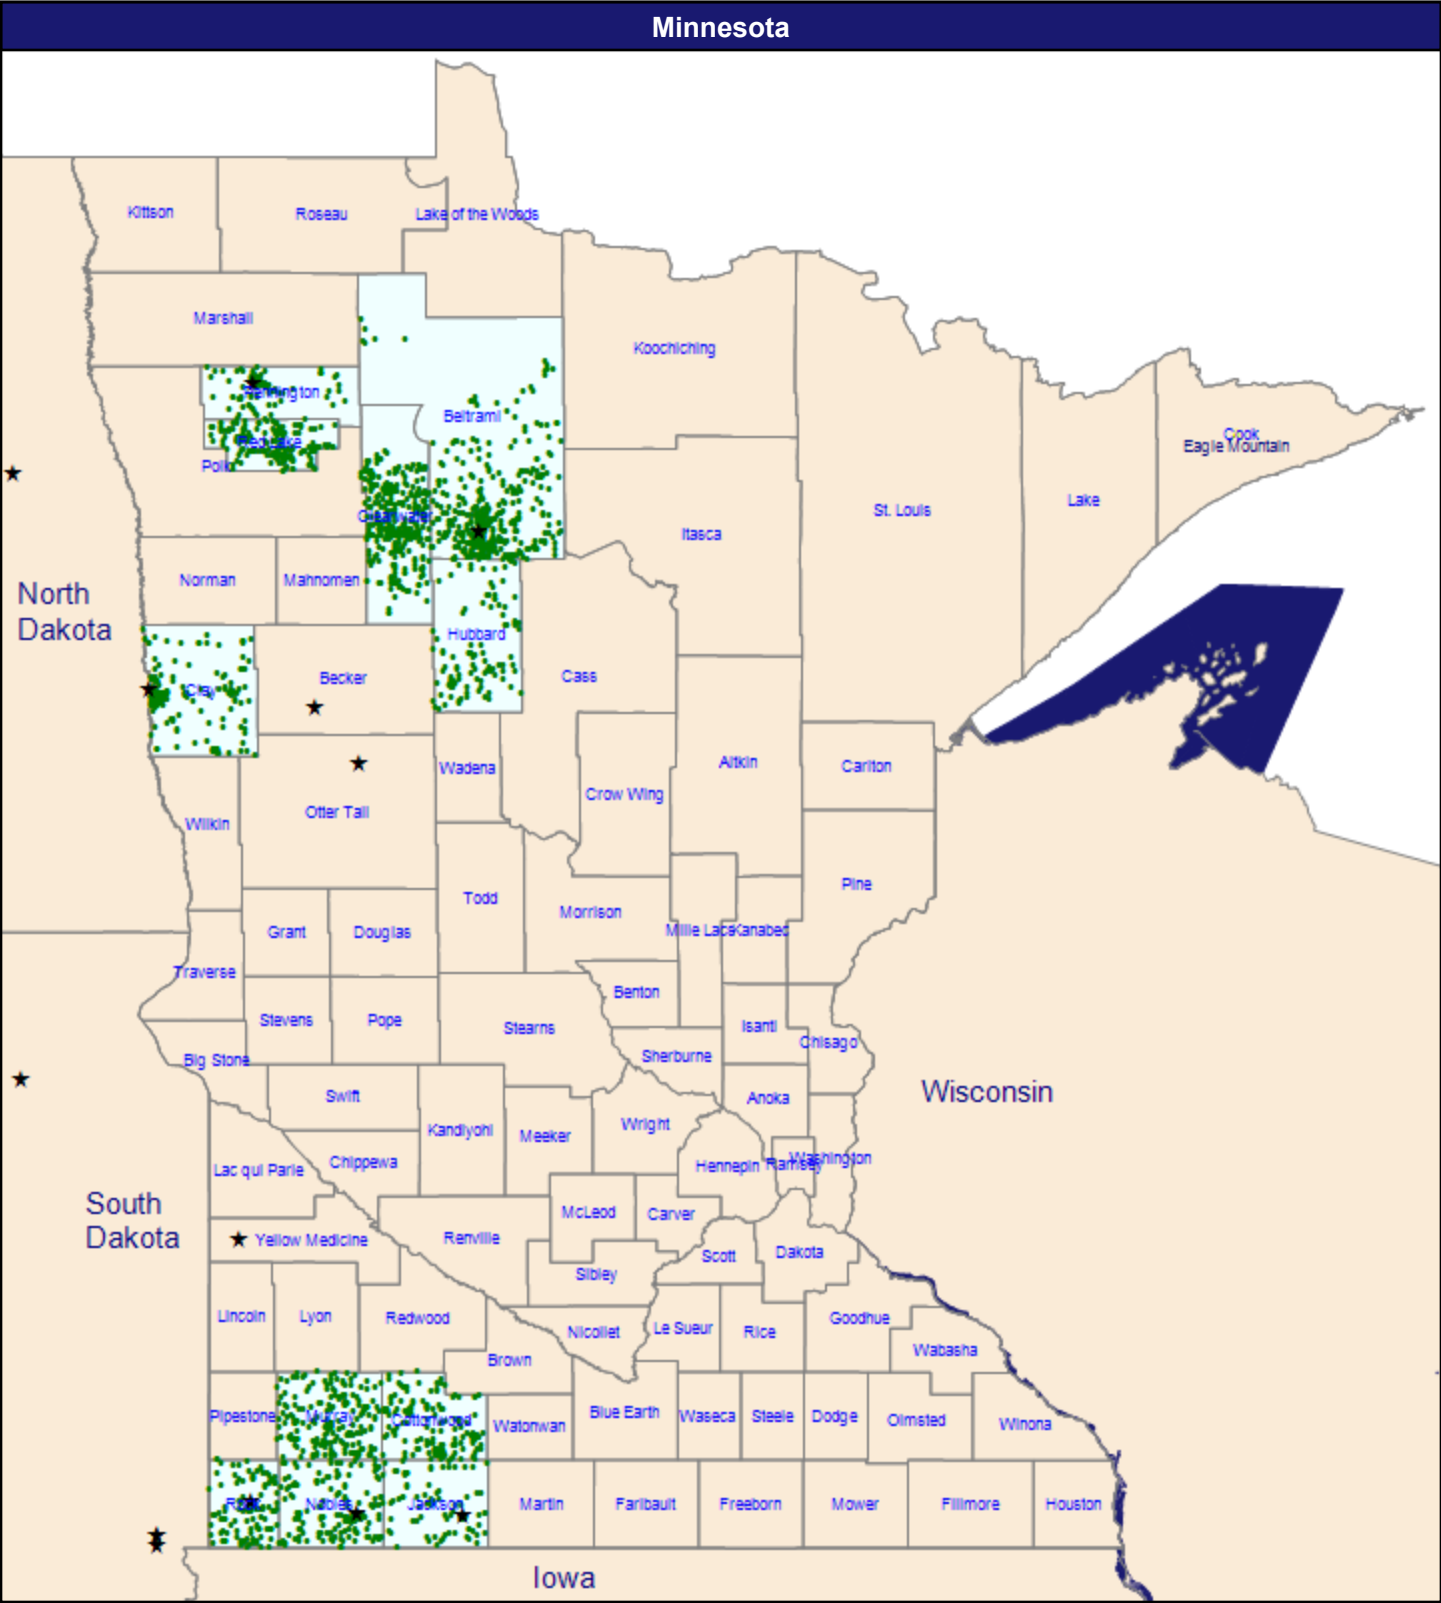 Minnesota
Kittson
Roseau
Lake of the Woods
Marshall
Koochiching
Pennington
Beltrami
Red Lake
Polk
Cook
Eagle Mountain
Lake
St. Louis
Clearwater
Itasca
Norman
Mahnomen
North
Dakota
Hubbard
Clay
Becker
Cass
Wadena
Aitkin
Carlton
Crow Wing
Otter Tail
Wilkin
Pine
Todd
Morrison
Grant
Douglas
Mille Lacs
Kanabec
Traverse
Benton
Stevens
Pope
Stearns
Isanti
Chisago
Big Stone
Sherburne
Swift
Anoka
Wisconsin
Kandiyohi
Meeker
Wright
Lac qui Parle
Chippewa
Hennepin
Ramsey
Washington
South
Dakota
McLeod
Carver
Yellow Medicine
Renville
Scott
Dakota
Sibley
Lincoln
Lyon
Redwood
Nicollet
Le Sueur
Rice
Goodhue
Brown
Wabasha
Pipestone
Murray
Cottonwood
Watonwan
Blue Earth
Waseca
Steele
Dodge
Olmsted
Winona
Rock
Nobles
Jackson
Martin
Faribault
Freeborn
Mower
Fillmore
Houston
Iowa